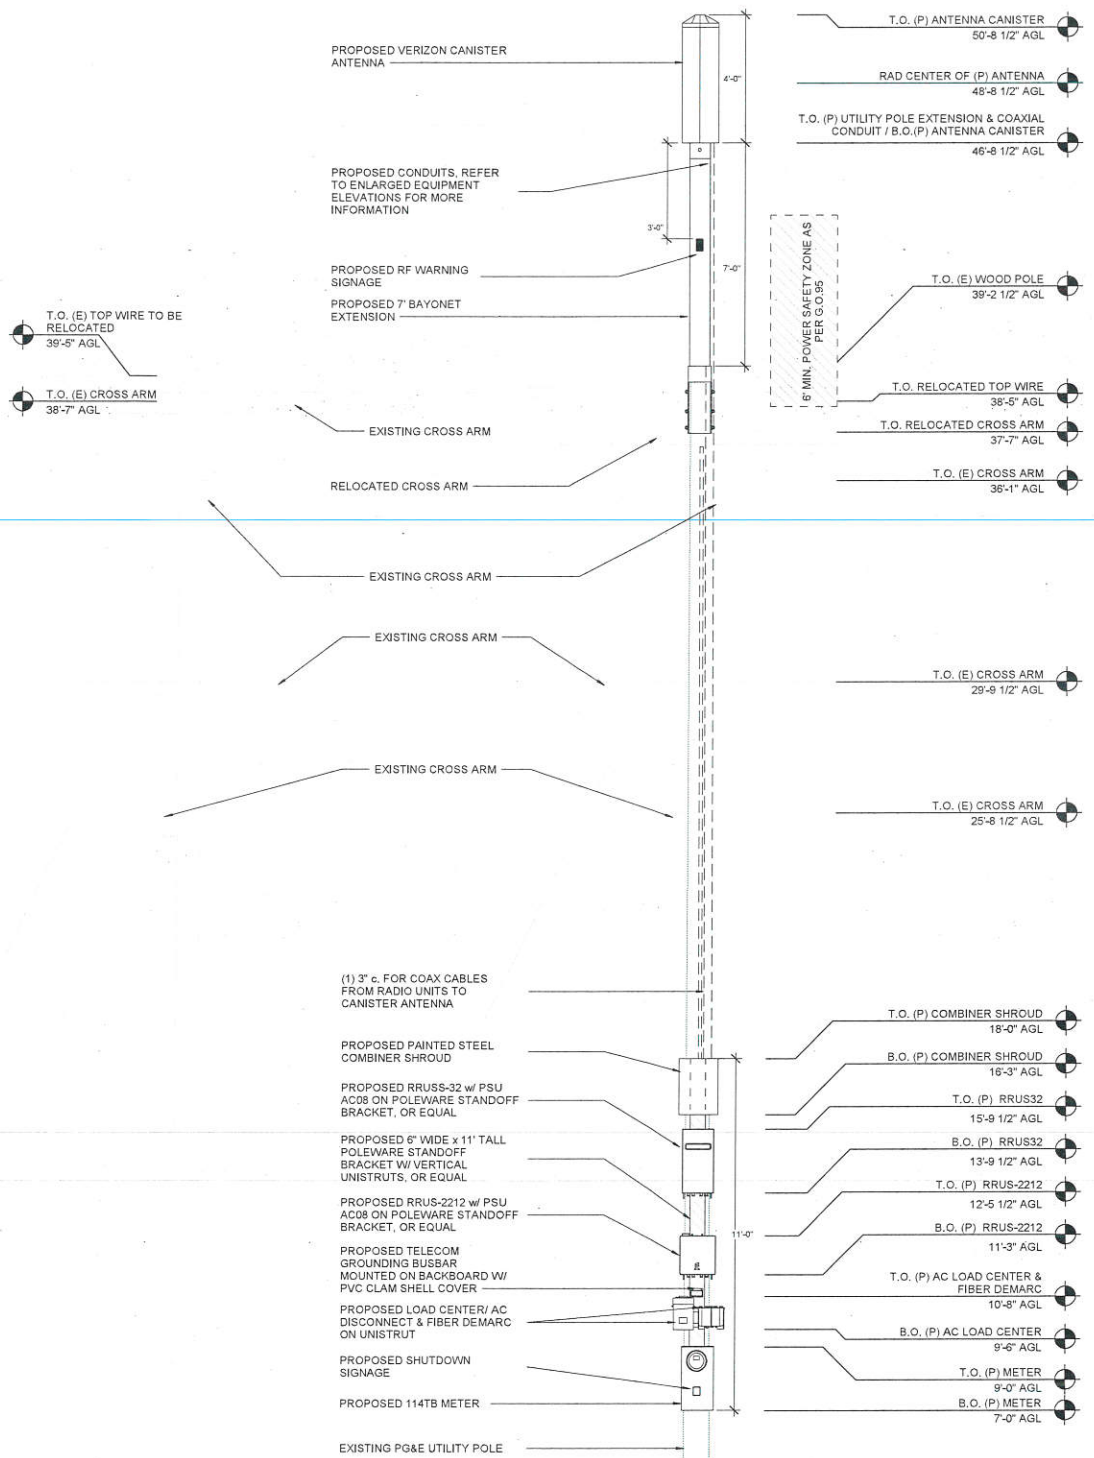 T.O. (P) ANTENNA CANISTER
50'-8 1/2" AGL
PROPOSED VERIZON CANISTER
ANTENNA
4'-0"
RAD CENTER OF (P) ANTENNA
48'-8 1/2" AGL
T.O. (P) UTILITY POLE EXTENSION & COAXIAL
CONDUIT / B.O.(P) ANTENNA CANISTER
46'-8 1/2" AGL
PROPOSED CONDUITS, REFER
TO ENLARGED EQUIPMENT
ELEVATIONS FOR MORE
INFORMATION
3'-0"
7'-0"
6' MIN. POWER SAFETY ZONE AS
PER G.O.95
PROPOSED RF WARNING
SIGNAGE
T.O. (E) WOOD POLE
39'-2 1/2" AGL
PROPOSED 7' BAYONET
EXTENSION
T.O. (E) TOP WIRE TO BE
RELOCATED
39'-5" AGL
T.O. (E) CROSS ARM
38'-7" AGL
T.O. RELOCATED TOP WIRE
38'-5" AGL
EXISTING CROSS ARM
T.O. RELOCATED CROSS ARM
37'-7" AGL
RELOCATED CROSS ARM
T.O. (E) CROSS ARM
36'-1" AGL
EXISTING CROSS ARM
EXISTING CROSS ARM
T.O. (E) CROSS ARM
29'-9 1/2" AGL
EXISTING CROSS ARM
T.O. (E) CROSS ARM
25'-8 1/2" AGL
(1) 3" c. FOR COAX CABLES
FROM RADIO UNITS TO
CANISTER ANTENNA
T.O. (P) COMBINER SHROUD
18'-0" AGL
PROPOSED PAINTED STEEL
COMBINER SHROUD
B.O. (P) COMBINER SHROUD
16'-3" AGL
PROPOSED RRUSS-32 w/ PSU
AC08 ON POLEWARE STANDOFF
BRACKET, OR EQUAL
T.O. (P) RRUS32
15'-9 1/2" AGL
PROPOSED 6" WIDE x 11' TALL
POLEWARE STANDOFF
BRACKET W/ VERTICAL
UNISTRUTS, OR EQUAL
B.O. (P) RRUS32
13'-9 1/2" AGL
T.O. (P) RRUS-2212
12'-5 1/2" AGL
PROPOSED RRUS-2212 w/ PSU
AC08 ON POLEWARE STANDOFF
BRACKET, OR EQUAL
11'-0"
B.O. (P) RRUS-2212
11'-3" AGL
PROPOSED TELECOM
GROUNDING BUSBAR
MOUNTED ON BACKBOARD W/
PVC CLAM SHELL COVER
T.O. (P) AC LOAD CENTER &
FIBER DEMARC
10'-8" AGL
PROPOSED LOAD CENTER/ AC
DISCONNECT & FIBER DEMARC
ON UNISTRUT
B.O. (P) AC LOAD CENTER
9'-6" AGL
PROPOSED SHUTDOWN
SIGNAGE
T.O. (P) METER
9'-0" AGL
PROPOSED 114TB METER
B.O. (P) METER
7'-0" AGL
EXISTING PG&E UTILITY POLE